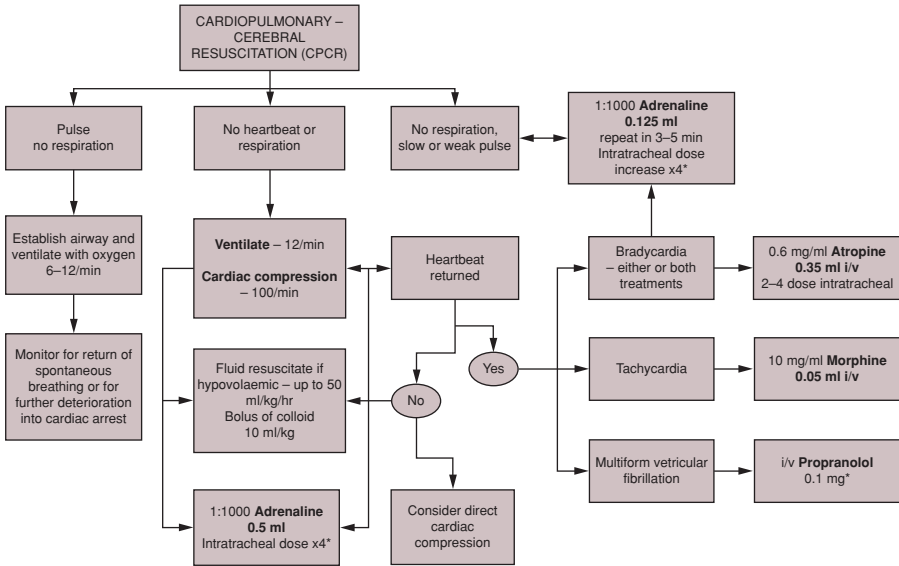 CARDIOPULMONARY –
CEREBRAL
RESUSCITATION (CPCR)
Pulse
no respiration
No heartbeat or
respiration
No respiration,
slow or weak pulse
1:1000 Adrenaline
0.125 ml
repeat in 3–5 min
Intratracheal dose
increase x4*
Establish airway and
ventilate with oxygen
6–12/min
Ventilate – 12/min
Cardiac compression
– 100/min
Heartbeat
returned
Bradycardia
– either or both
treatments
0.6 mg/ml Atropine
0.35 ml i/v
2–4 dose intratracheal
Monitor for return of
spontaneous
breathing or for
further deterioration
into cardiac arrest
Fluid resuscitate if
hypovolaemic – up to 50
ml/kg/hr
Bolus of colloid
10 ml/kg
No
Yes
Tachycardia
10 mg/ml Morphine
0.05 ml i/v
1:1000 Adrenaline
0.5 ml
Intratracheal dose x4*
Consider direct
cardiac
compression
Multiform vetricular
fibrillation
i/v Propranolol
0.1 mg*